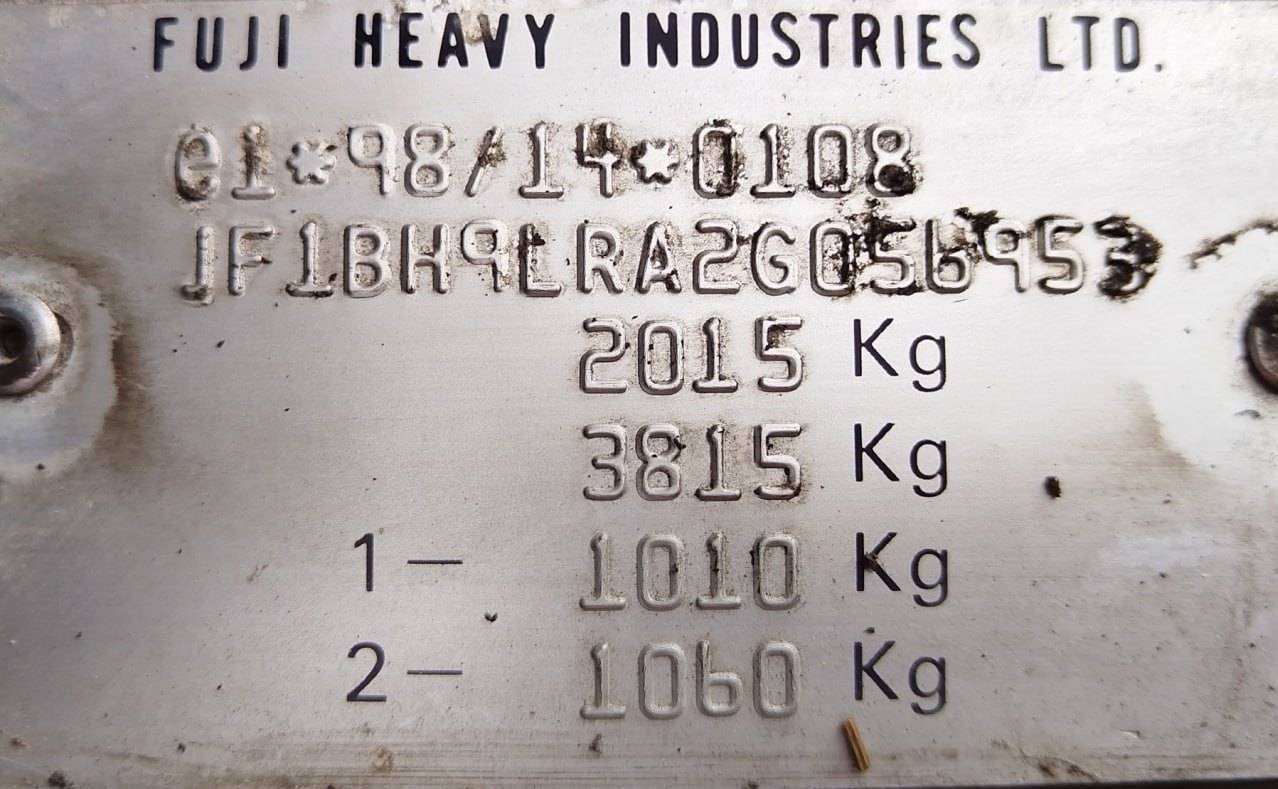 FUJI HEAVY INDUSTRIES LTD.
e1*98/14*0108
JF1BH9LRA2G056953
2015 Kg
3815 Kg
1- 1010 Kg
2- 1060 Kg